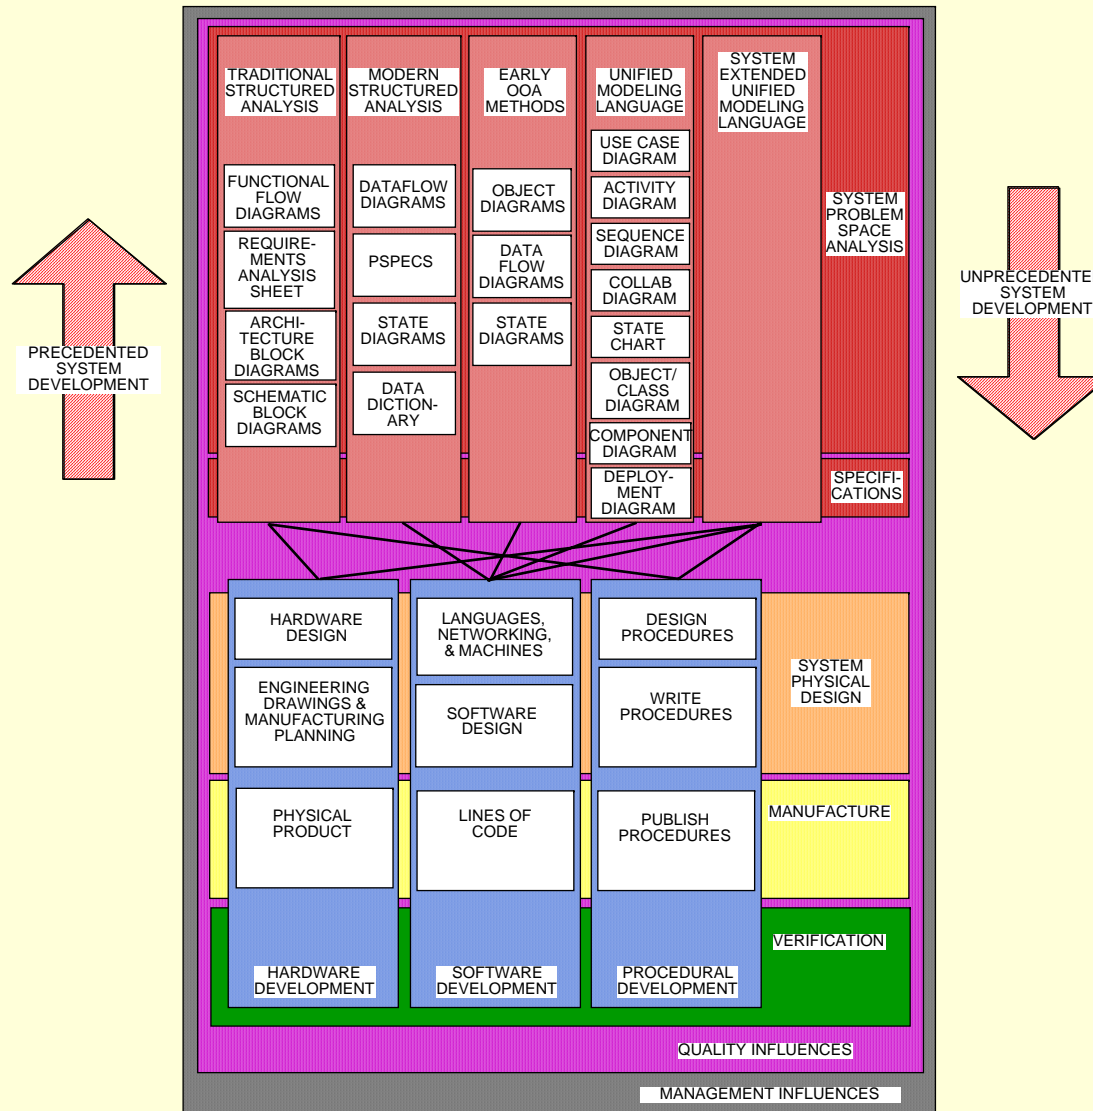 TRADITIONAL
STRUCTURED
ANALYSIS
MODERN
STRUCTURED
ANALYSIS
EARLY
OOA
METHODS
UNIFIED
MODELING
LANGUAGE
SYSTEM
EXTENDED
UNIFIED
MODELING
LANGUAGE
FUNCTIONAL
FLOW
DIAGRAMS
REQUIRE-
MENTS
ANALYSIS
SHEET
ARCHI-
TECTURE
BLOCK
DIAGRAMS
SCHEMATIC
BLOCK
DIAGRAMS
DATAFLOW
DIAGRAMS
PSPECS
STATE
DIAGRAMS
DATA
DICTION-
ARY
OBJECT
DIAGRAMS
DATA
FLOW
DIAGRAMS
STATE
DIAGRAMS
USE CASE
DIAGRAM
ACTIVITY
DIAGRAM
SEQUENCE
DIAGRAM
COLLAB
DIAGRAM
STATE
CHART
OBJECT/
CLASS
DIAGRAM
COMPONENT
DIAGRAM
DEPLOY-
MENT
DIAGRAM
SYSTEM
PROBLEM
SPACE
ANALYSIS
SPECIFI-
CATIONS
PRECEDENTED
SYSTEM
DEVELOPMENT
UNPRECEDENTE
SYSTEM
DEVELOPMENT
HARDWARE
DESIGN
ENGINEERING
DRAWINGS &
MANUFACTURING
PLANNING
PHYSICAL
PRODUCT
HARDWARE
DEVELOPMENT
LANGUAGES,
NETWORKING,
& MACHINES
SOFTWARE
DESIGN
LINES OF
CODE
SOFTWARE
DEVELOPMENT
DESIGN
PROCEDURES
WRITE
PROCEDURES
PUBLISH
PROCEDURES
PROCEDURAL
DEVELOPMENT
SYSTEM
PHYSICAL
DESIGN
MANUFACTURE
VERIFICATION
QUALITY INFLUENCES
MANAGEMENT INFLUENCES